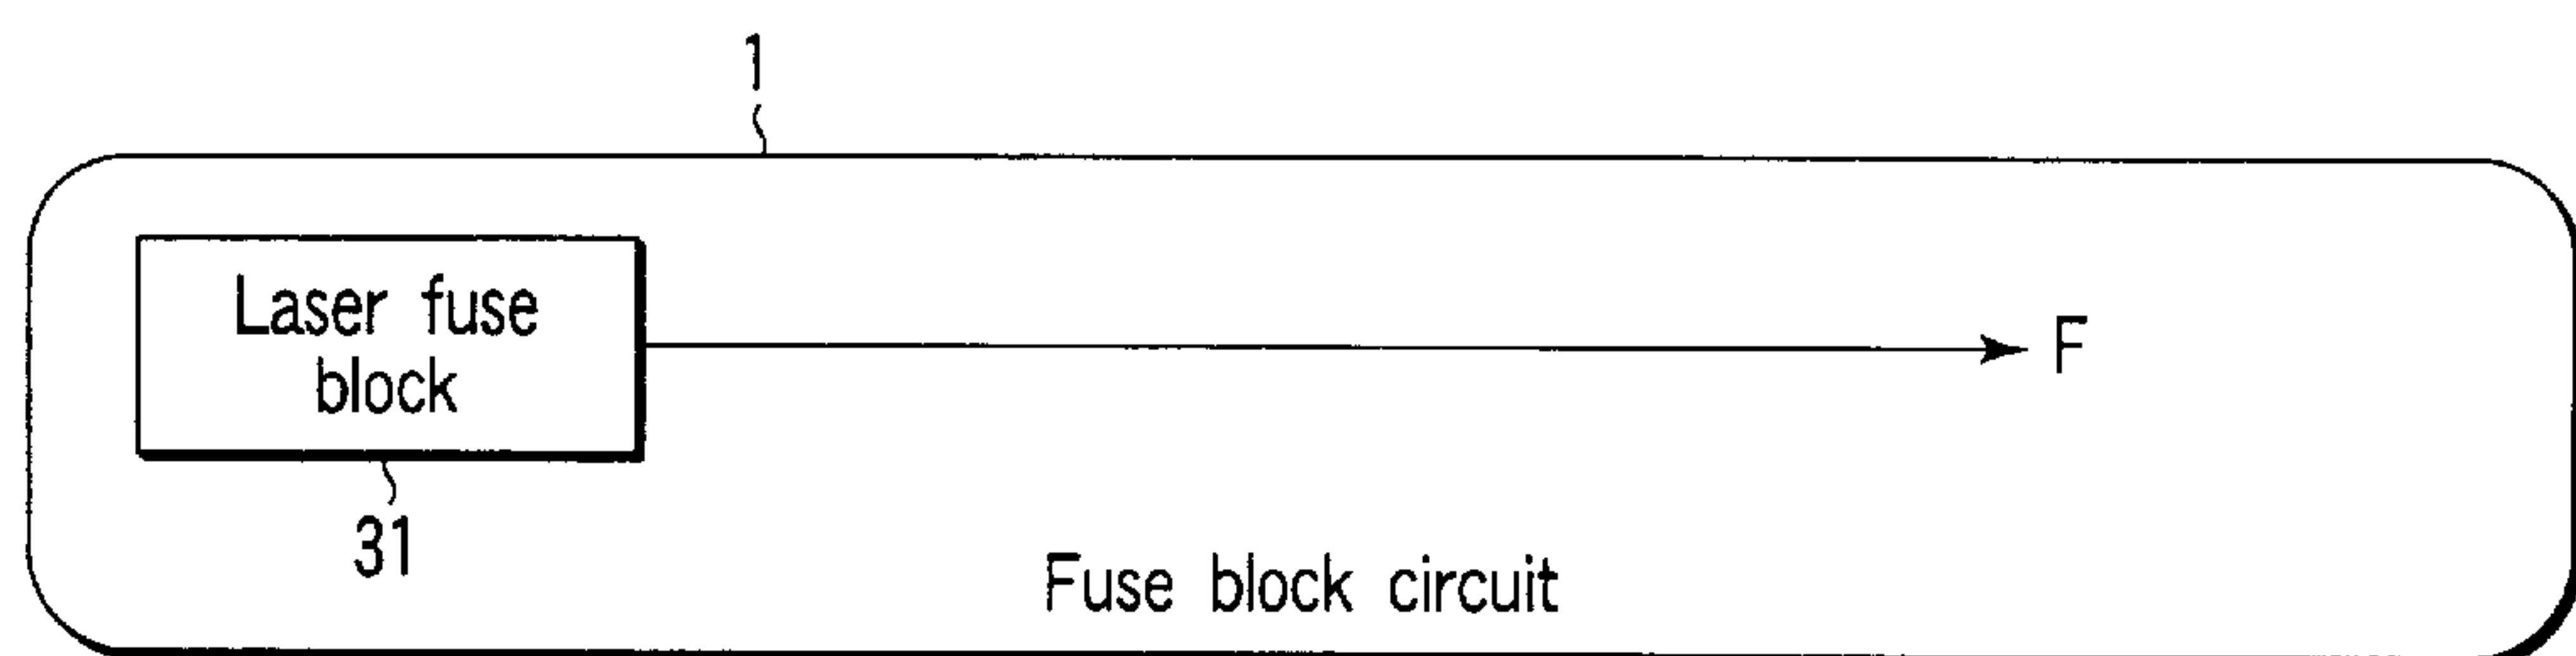 1
Laser fuse
block
F
31
Fuse block circuit